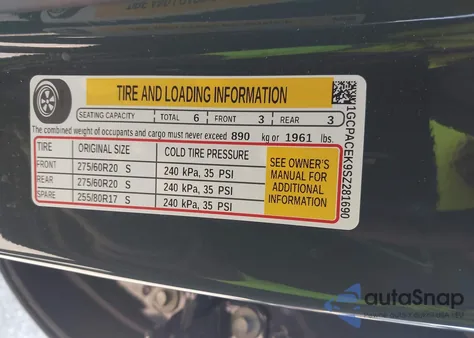 TIRE AND LOADING INFORMATION
SEATING CAPACITY TOTAL 6 FRONT 3 REAR 3
The combined weight of occupants and cargo must never exceed 890 kg or 1961 lbs.
TIRE ORIGINAL SIZE COLD TIRE PRESSURE
FRONT 275/60R20 S 240 kPa, 35 PSI
REAR 275/60R20 S 240 kPa, 35 PSI
SPARE 255/80R17 S 240 kPa, 35 PSI
SEE OWNER'S
MANUAL FOR
ADDITIONAL
INFORMATION
1GCPACEK9SZ281690
autaSnap